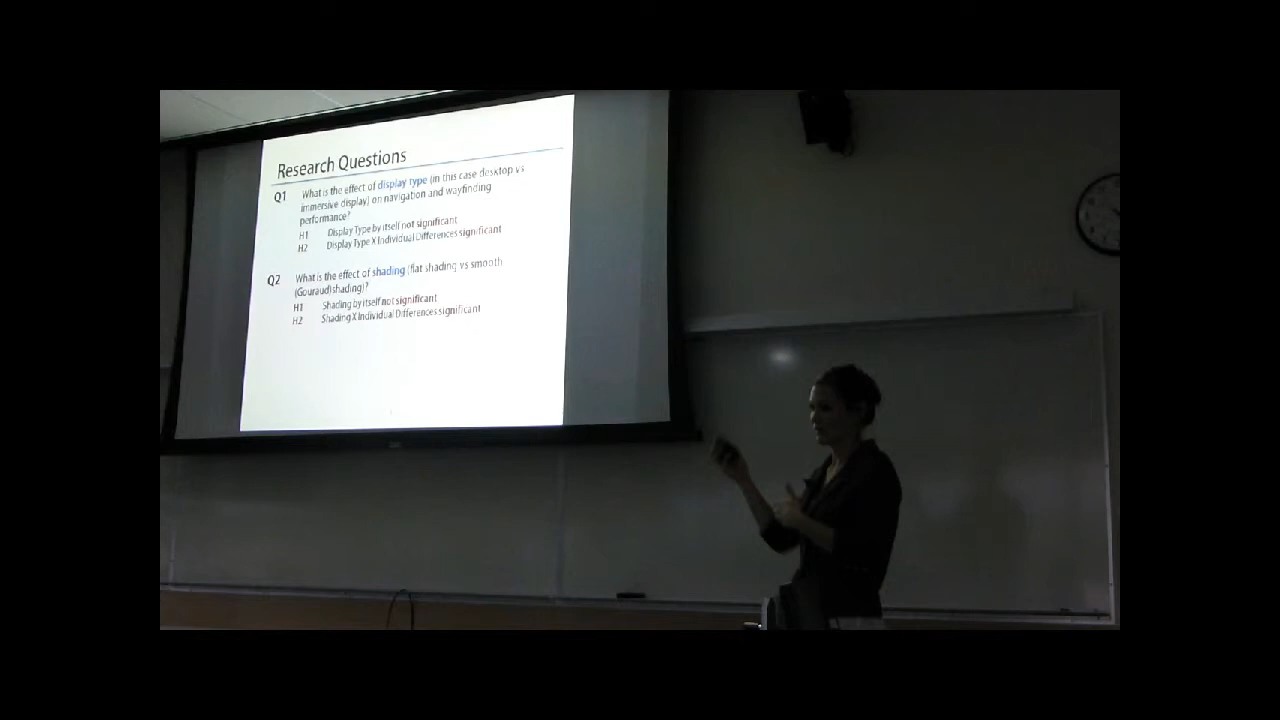 Research Questions
Q1 What is the effect of display type (in this case desktop vs
immersive display) on navigation and wayfinding
performance?
H1 Display Type by itself not significant
H2 Display Type X Individual Differences significant
Q2 What is the effect of shading (flat shading vs smooth
(Gouraud) shading)?
H1 Shading by itself not significant
H2 Shading X Individual Differences significant